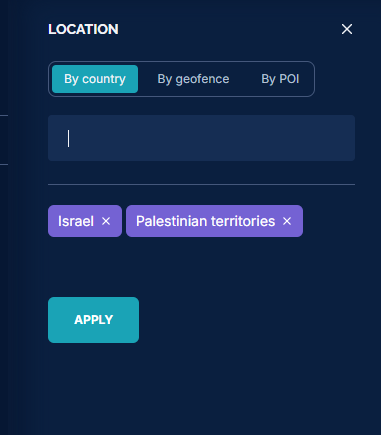 LOCATION
By country By geofence By POI
Israel × Palestinian territories ×
APPLY